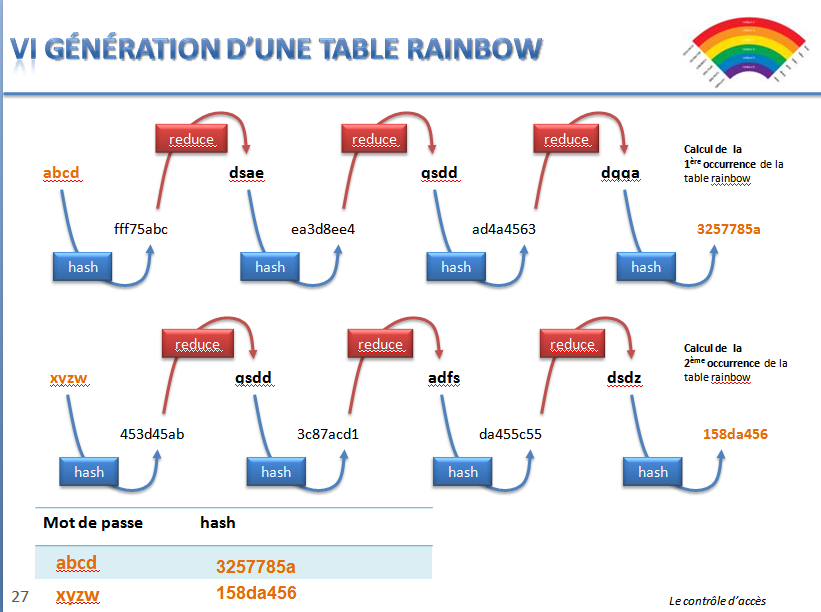 VI GÉNÉRATION D'UNE TABLE RAINBOW
reduce reduce reduce
abcd dsae qsdd dqqa
Calcul de la
1ère occurrence de la
table rainbow
fff75abc ea3d8ee4 ad4a4563 3257785a
hash hash hash hash
reduce reduce reduce
xyzw qsdd adfs dsdz
Calcul de la
2ème occurrence de la
table rainbow
453d45ab 3c87acd1 da455c55 158da456
hash hash hash hash
Mot de passe hash
abcd 3257785a
xyzw 158da456
27
Le contrôle d'accès